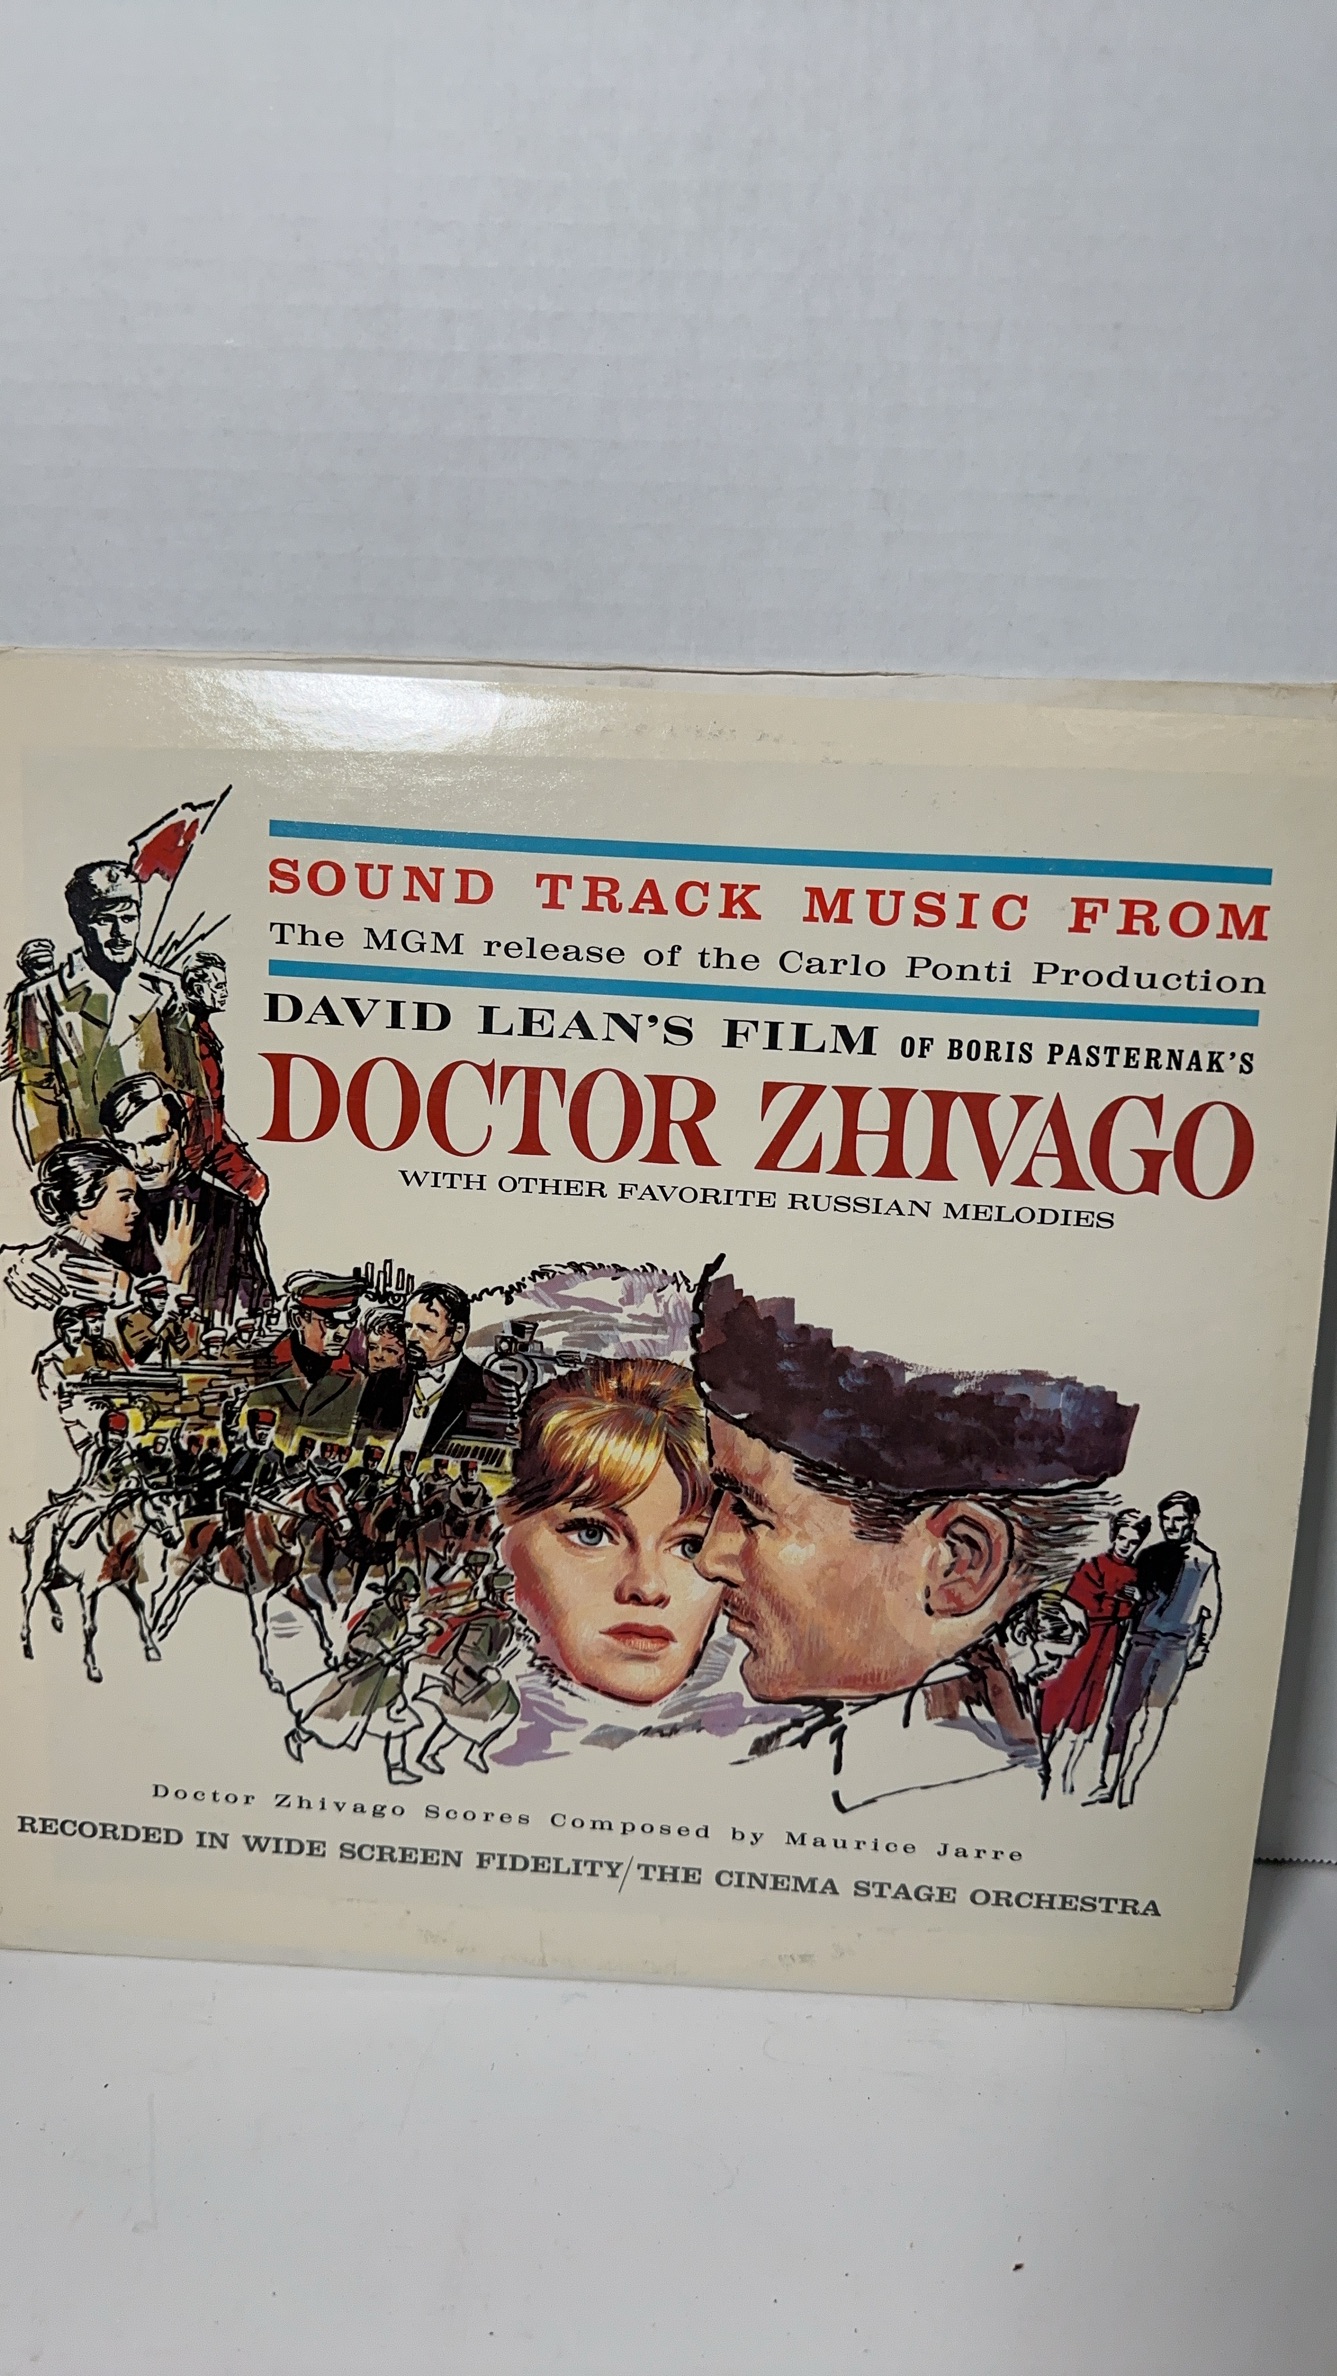 SOUND TRACK MUSIC FROM
The MGM release of the Carlo Ponti Production
DAVID LEAN'S FILM OF BORIS PASTERNAK'S
DOCTOR ZHIVAGO
WITH OTHER FAVORITE RUSSIAN MELODIES
Doctor Zhivago Scores Composed by Maurice Jarre
RECORDED IN WIDE SCREEN FIDELITY/THE CINEMA STAGE ORCHESTRA